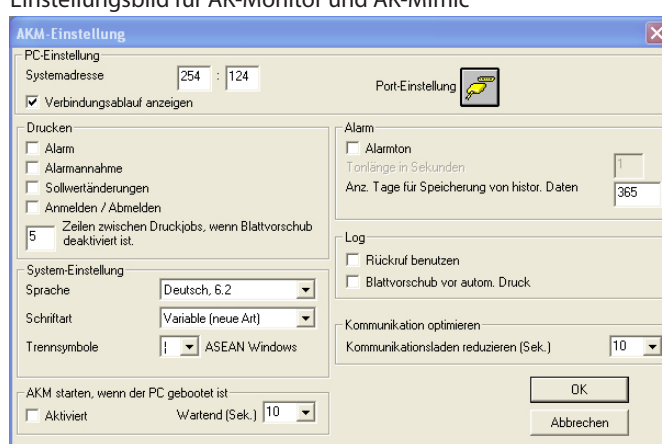 Einstellungsbild für AK-Monitor und AK-Mimic
AKM-Einstellung
PC-Einstellung
Systemadresse 254 : 124
Port-Einstellung
Verbindungsablauf anzeigen
Drucken
Alarm
Alarmannahme
Sollwertänderungen
Anmelden / Abmelden
5 Zeilen zwischen Druckjobs, wenn Blattvorschub
deaktiviert ist.
Alarm
Alarmton
Tonlänge in Sekunden 1
Anz. Tage für Speicherung von histor. Daten 365
Log
Rückruf benutzen
Blattvorschub vor autom. Druck
System-Einstellung
Sprache Deutsch, 6.2
Schriftart Variable (neue Art)
Trennsymbole ¦ ASEAN Windows
Kommunikation optimieren
Kommunikationsladen reduzieren (Sek.) 10
AKM starten, wenn der PC gebootet ist
Aktiviert Wartend (Sek.) 10
OK
Abbrechen